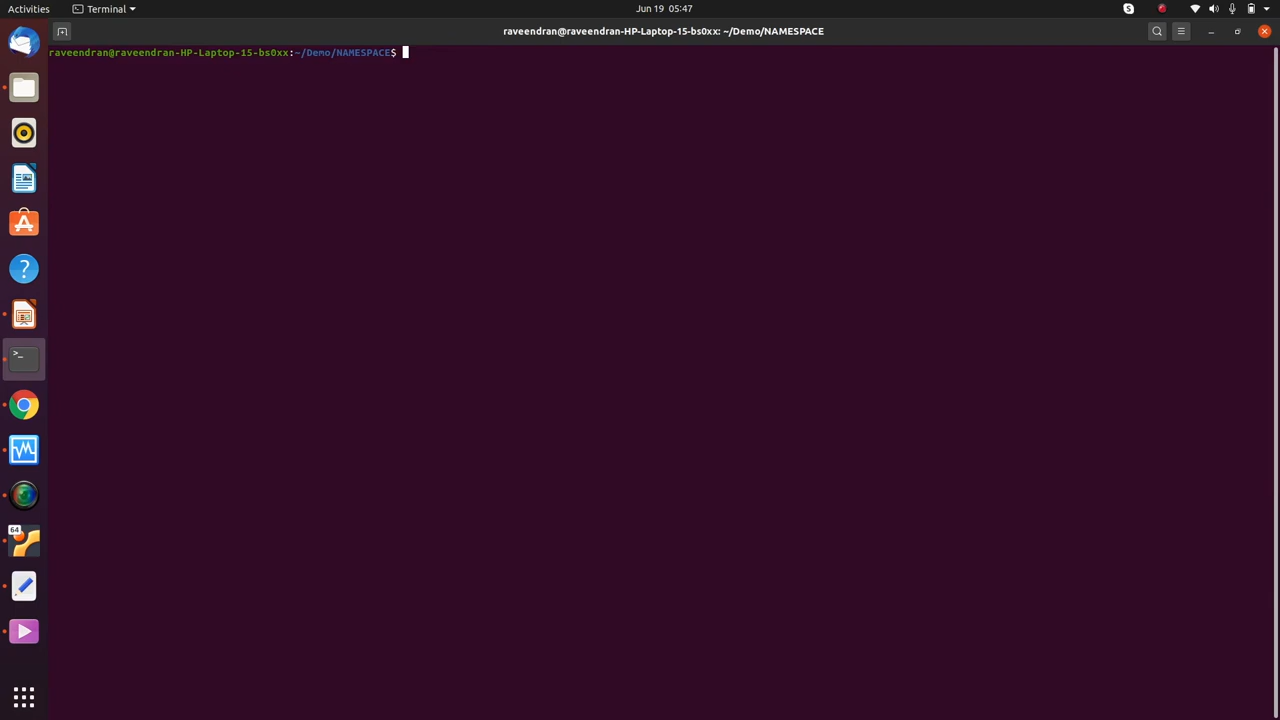 Activities
Terminal
Jun 19 05:47
raveendran@raveendran-HP-Laptop-15-bs0xx: ~/Demo/NAMESPACE
raveendran@raveendran-HP-Laptop-15-bs0xx:~/Demo/NAMESPACE$
64